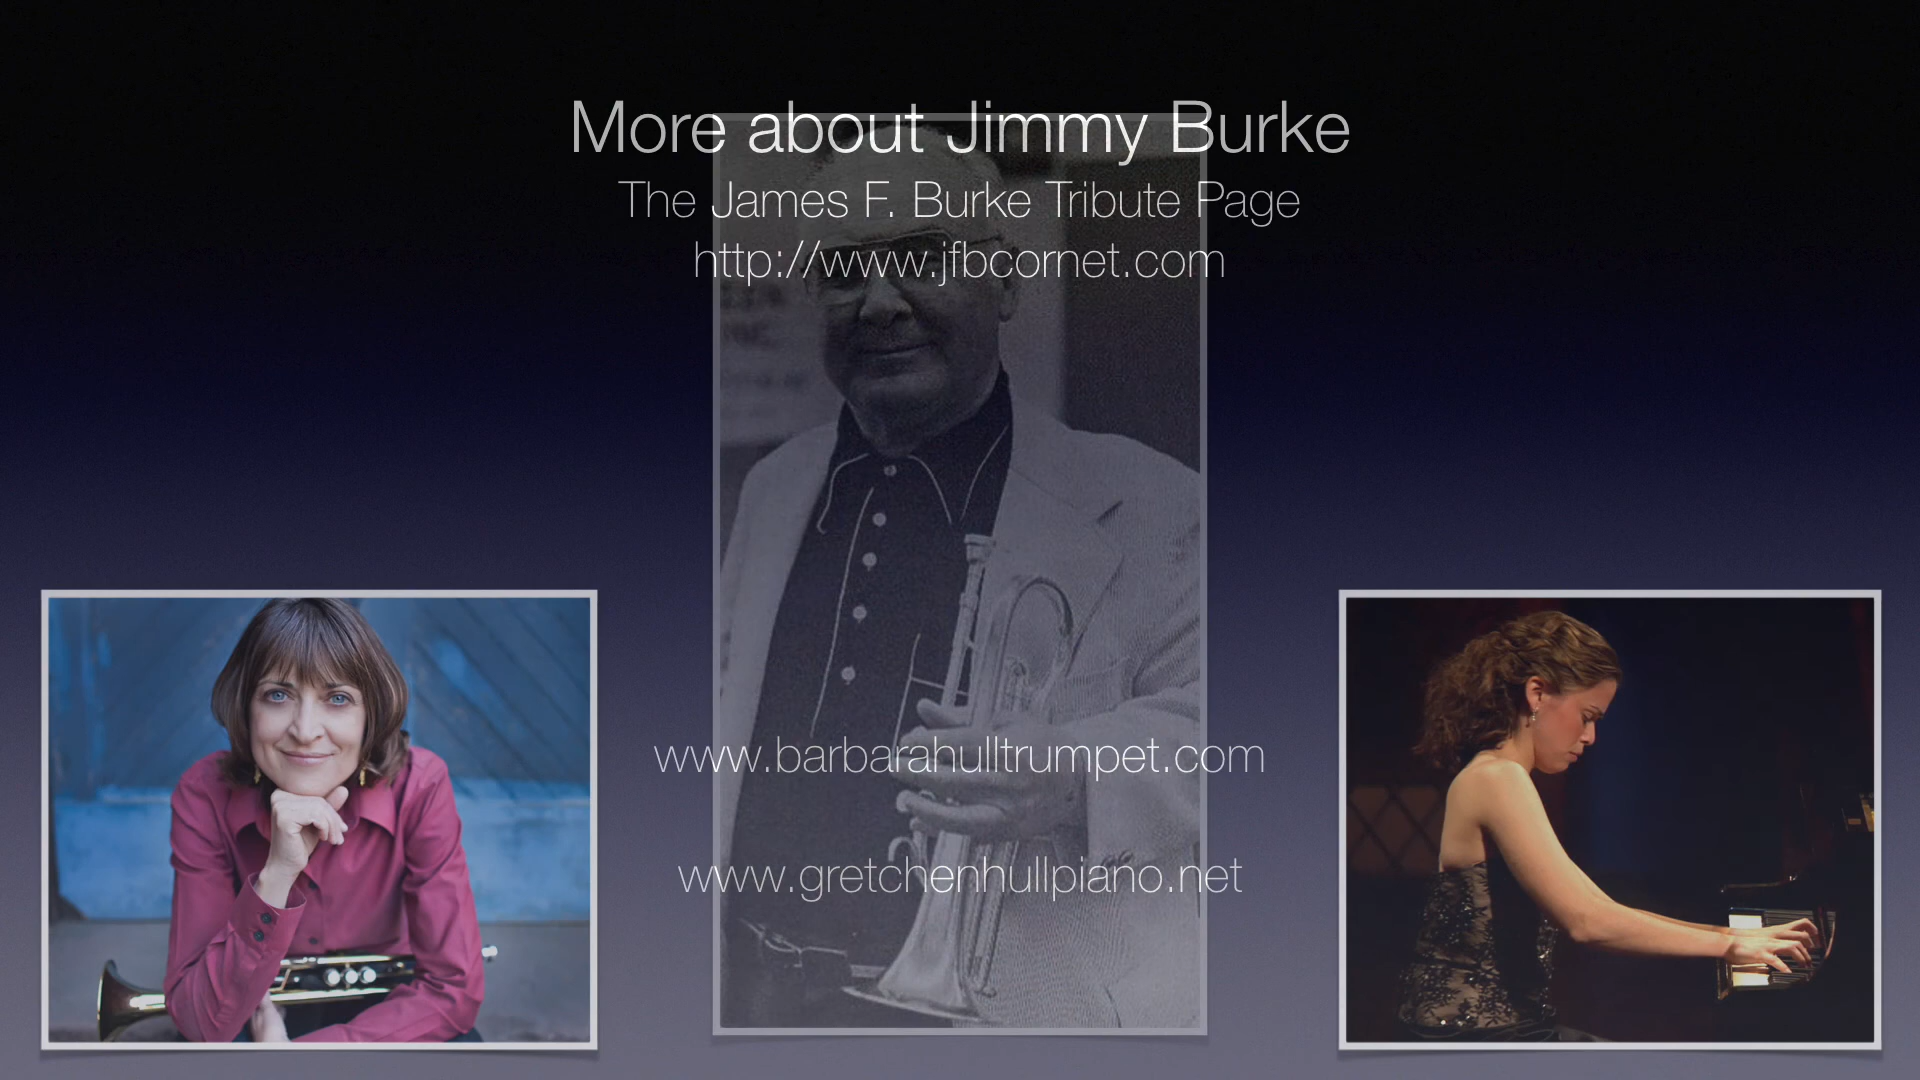 More about Jimmy Burke
The James F. Burke Tribute Page
http://www.jfbcornet.com
www.barbarahulltrumpet.com
www.gretchenhullpiano.net